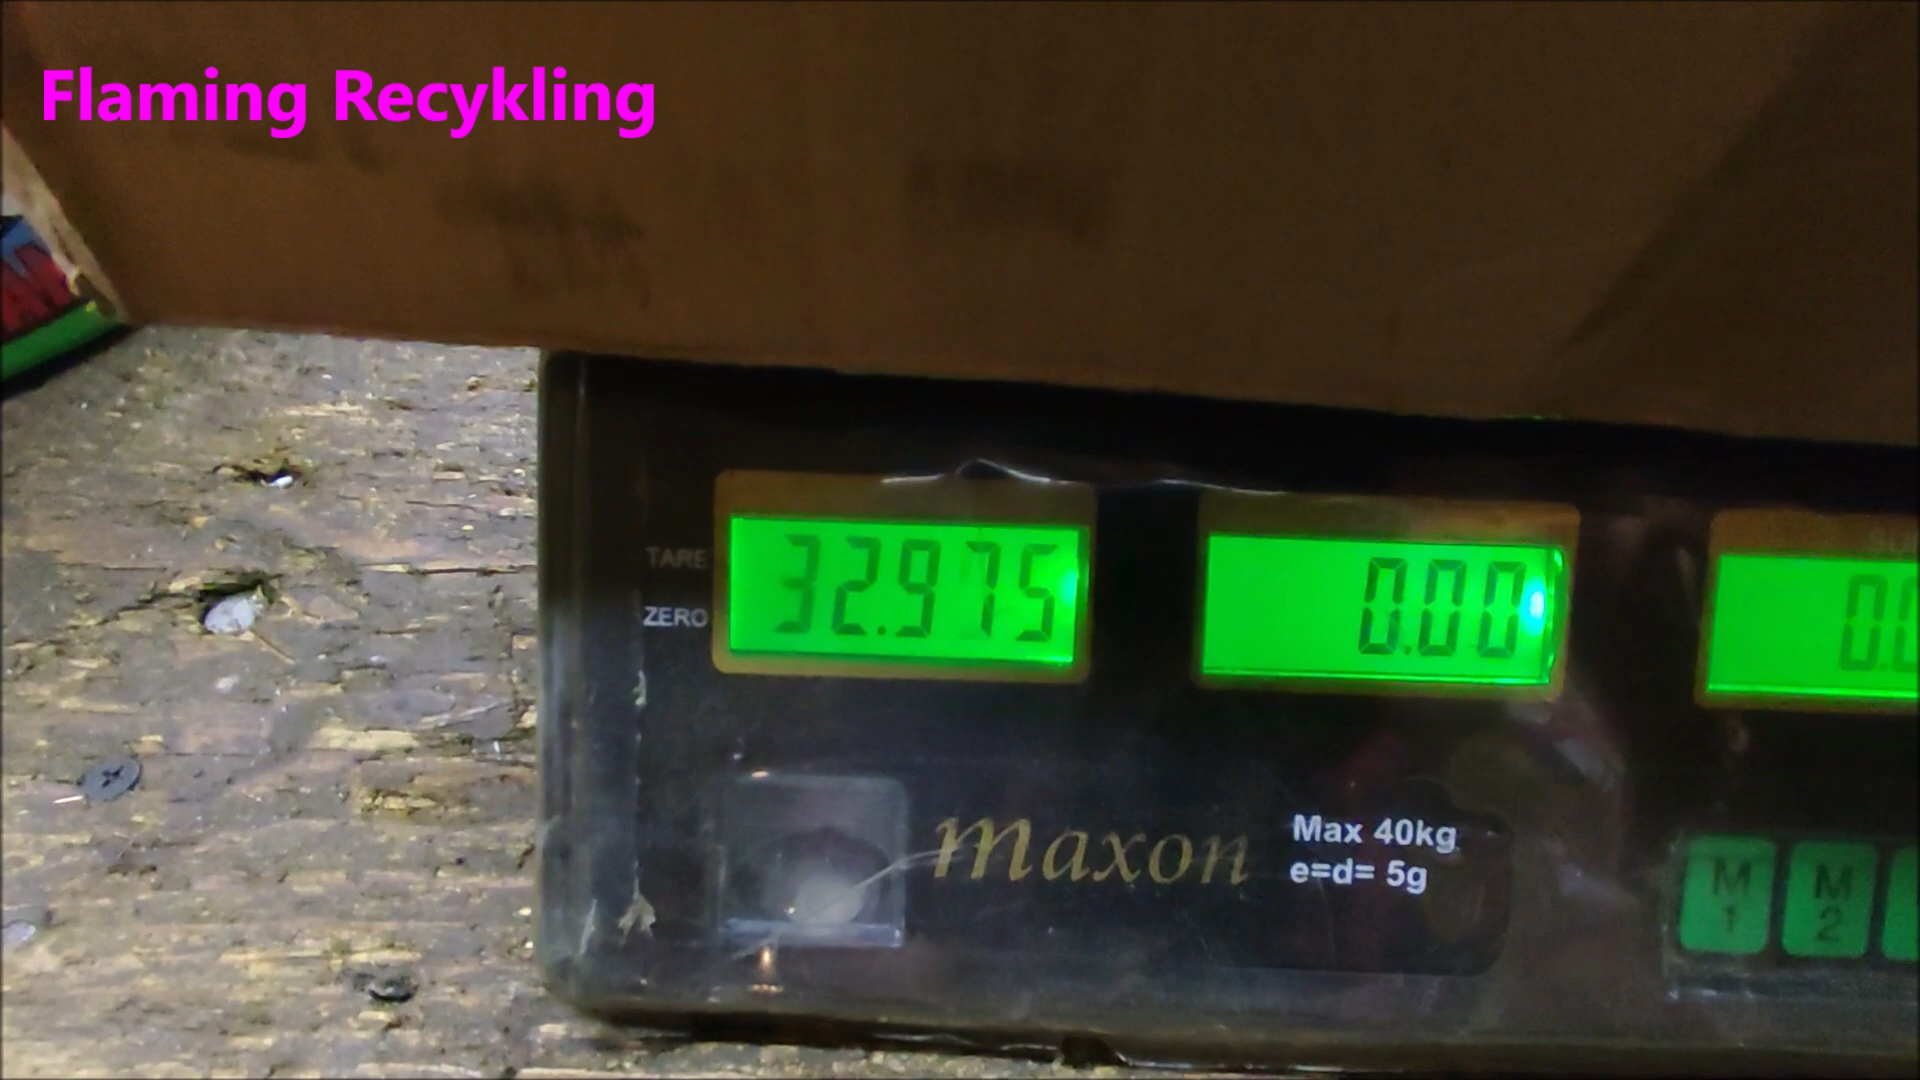 Flaming Recykling
TARE
ZERO
32.975
0.00
maxon
Max 40kg
e=d= 5g
M
1
M
2